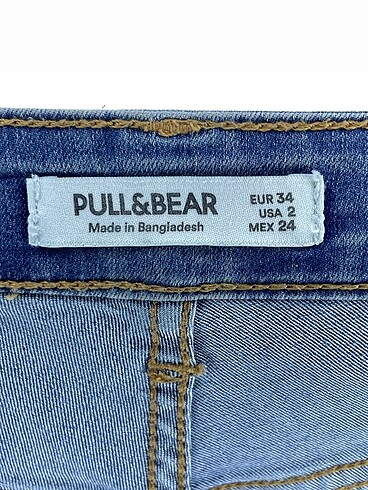 PULL&BEAR
Made in Bangladesh
EUR 34
USA 2
MEX 24